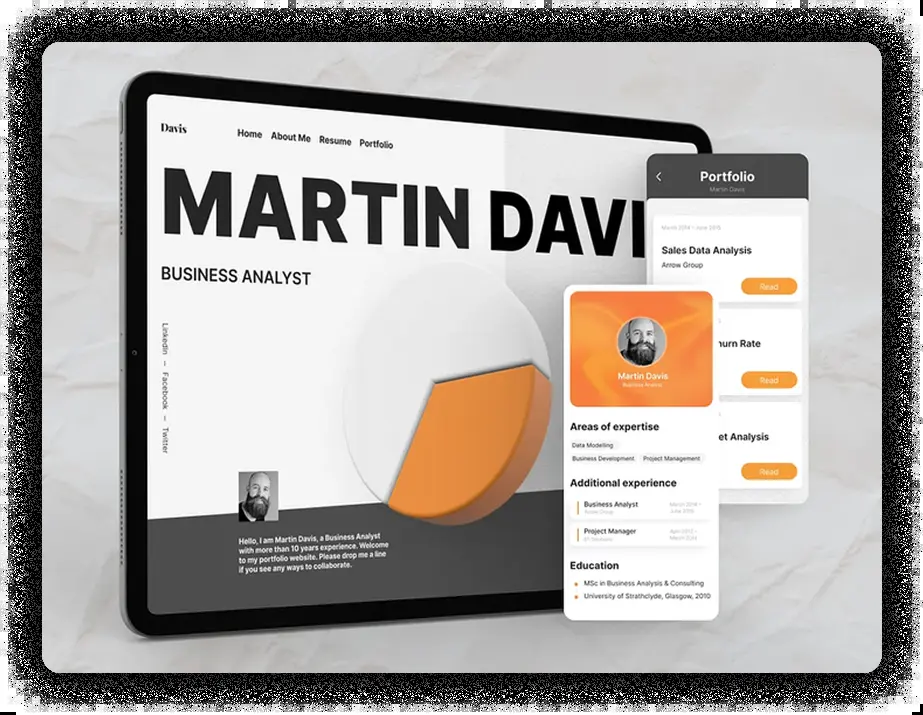 Davis
Home About Me Resume Portfolio
MARTIN DAVI
BUSINESS ANALYST
LinkedIn — Facebook — Twitter
Hello, I am Martin Davis, a Business Analyst
with more than 10 years experience. Welcome
to my portfolio website. Please drop me a line
if you see any ways to collaborate.
Portfolio
Martin Davis
March 2014 - June 2015
Sales Data Analysis
Arrow Group
Read
hurn Rate
Read
et Analysis
Read
Martin Davis
Business Analyst
Areas of expertise
Data Modelling
Business Development Project Management
Additional experience
Business Analyst
Arrow Group
March 2014 -
June 2015
Project Manager
March 2014
Education
MSc in Business Analysis & Consulting
University of Strathclyde, Glasgow, 2010